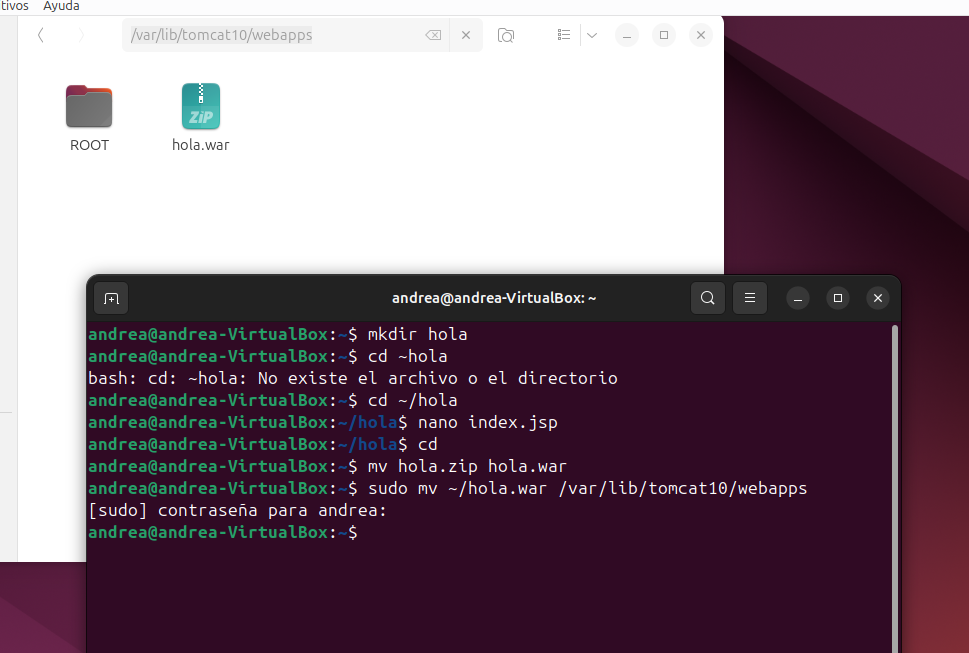 tivos Ayuda
/var/lib/tomcat10/webapps
ZiP
ROOT hola.war
andrea@andrea-VirtualBox: ~
andrea@andrea-VirtualBox:~$ mkdir hola
andrea@andrea-VirtualBox:~$ cd ~hola
bash: cd: ~hola: No existe el archivo o el directorio
andrea@andrea-VirtualBox:~$ cd ~/hola
andrea@andrea-VirtualBox:~/hola$ nano index.jsp
andrea@andrea-VirtualBox:~/hola$ cd
andrea@andrea-VirtualBox:~$ mv hola.zip hola.war
andrea@andrea-VirtualBox:~$ sudo mv ~/hola.war /var/lib/tomcat10/webapps
[sudo] contraseña para andrea:
andrea@andrea-VirtualBox:~$